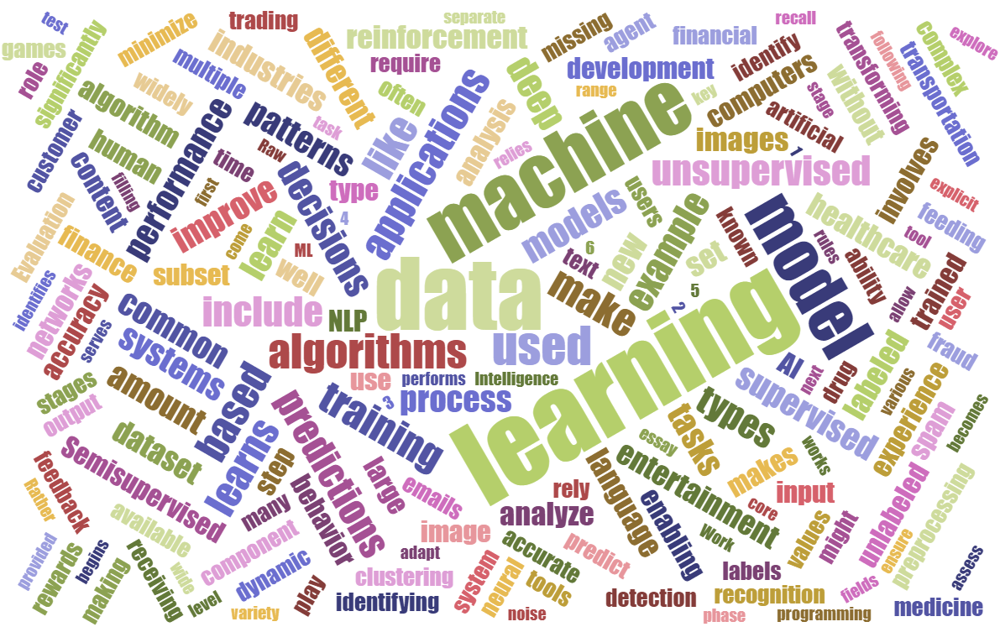 test
games
role
significantly
minimize
trading
industries
multiple
different
reinforcement
separate
require
missing
agent
financial
recall
identify
transforming
following
complex
transportation
explore
widely
algorithm
human
customer
content
filing
performance
patterns
task
Raw
time
first
often
like
applications
analysis
deep
relies
development
range
key
computers
machine
images
artificial
stage
without
1
unsupervised
involves
explicit
feeding
healthcare
tool
rules
model
known
ability
allow
trained
user
Evaluation
finance
improve
come
learn
ML
well
decisions
type
4
subset
identifies
networks
accuracy
serves
include
NLP
data
models
users
new
6
text
example
set
5
2
make
learning
used
algorithms
use
performs
Intelligence
3
process
common
systems
amount
based
stages
output
dataset
learns
step
training
predictions
Semisupervised
feedback
Rather
many
behavior
large
emails
AI
next
drug
supervised
labeled
various
fraud
experience
spam
becomes
types
tasks
essay
works
makes
entertainment
language
enabling
rely
analyze
input
core
Work
values
might
unlabeled
ensure
preprocessing
assess
fields
medicine
programming
phase
recognition
labels
detection
noise
tools
predict
accurate
neural
system
image
adapt
clustering
identifying
play
dynamic
component
variety
level
while
available
receiving
making
begins
rewards
provided